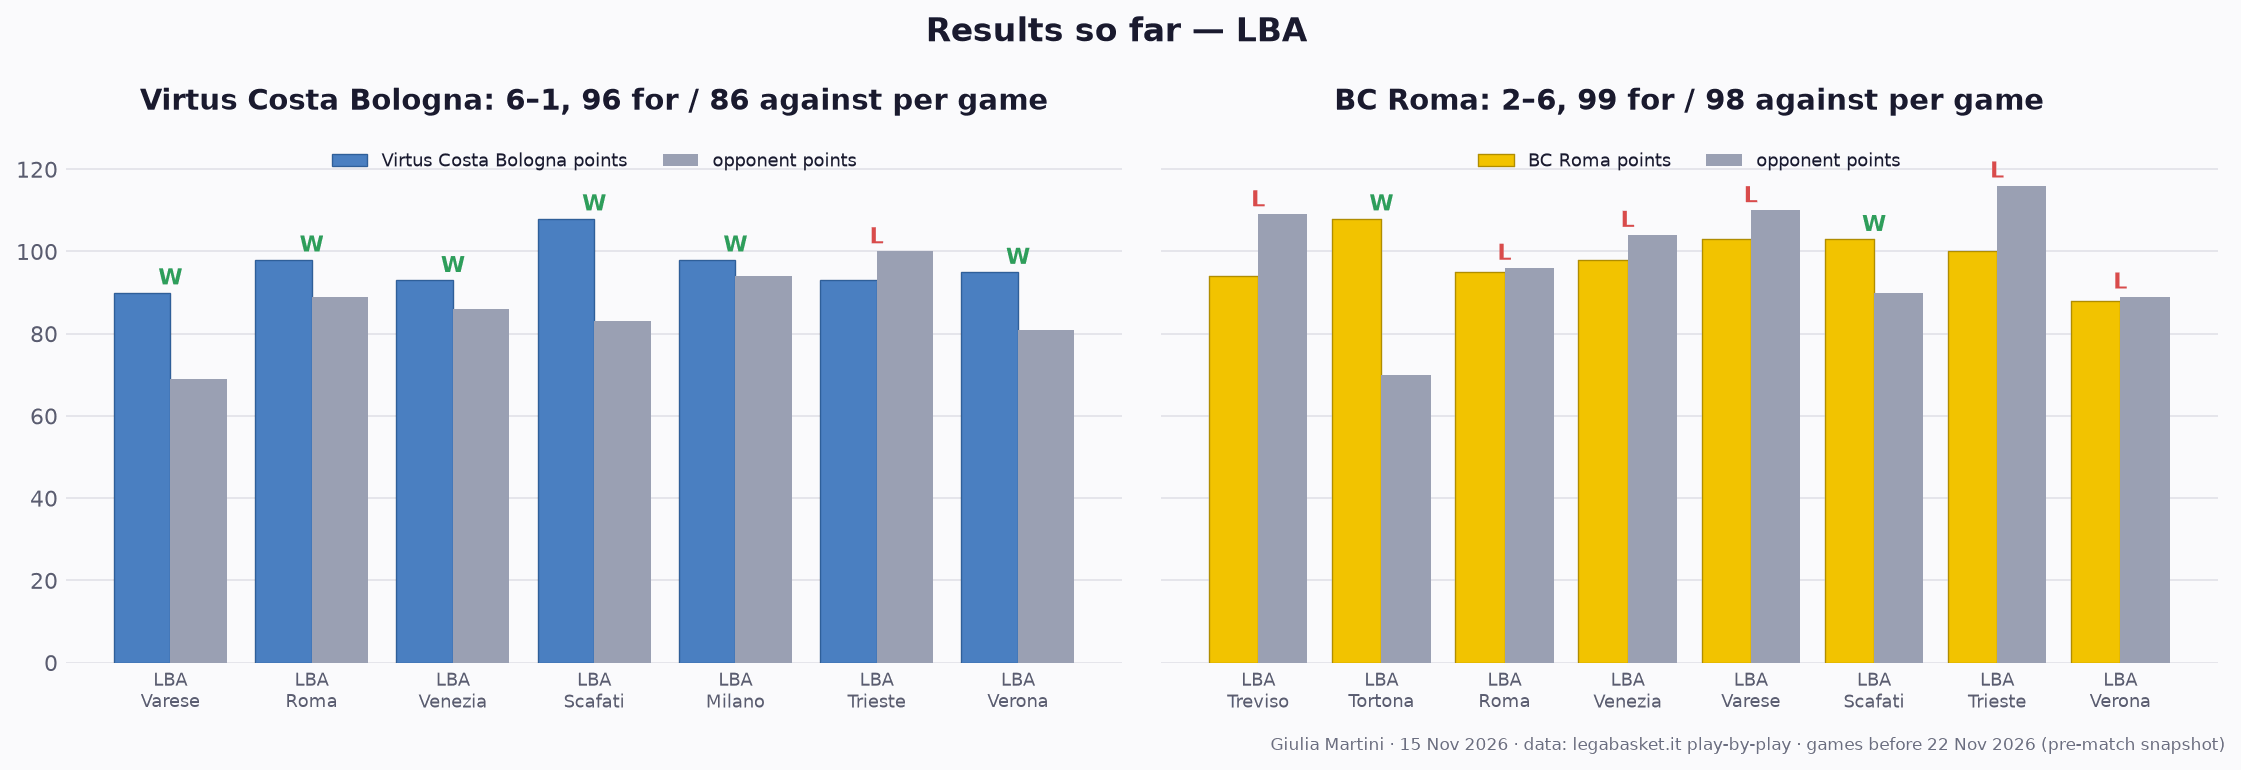 Results so far — LBA
Virtus Costa Bologna: 6–1, 96 for / 86 against per game
Virtus Costa Bologna points
opponent points
120
100
80
60
40
20
0
W
W
W
W
W
L
W
LBA
Varese
LBA
Roma
LBA
Venezia
LBA
Scafati
LBA
Milano
LBA
Trieste
LBA
Verona
BC Roma: 2–6, 99 for / 98 against per game
BC Roma points
opponent points
L
W
L
L
L
W
L
L
LBA
Treviso
LBA
Tortona
LBA
Roma
LBA
Venezia
LBA
Varese
LBA
Scafati
LBA
Trieste
LBA
Verona
Giulia Martini · 15 Nov 2026 · data: legabasket.it play-by-play · games before 22 Nov 2026 (pre-match snapshot)